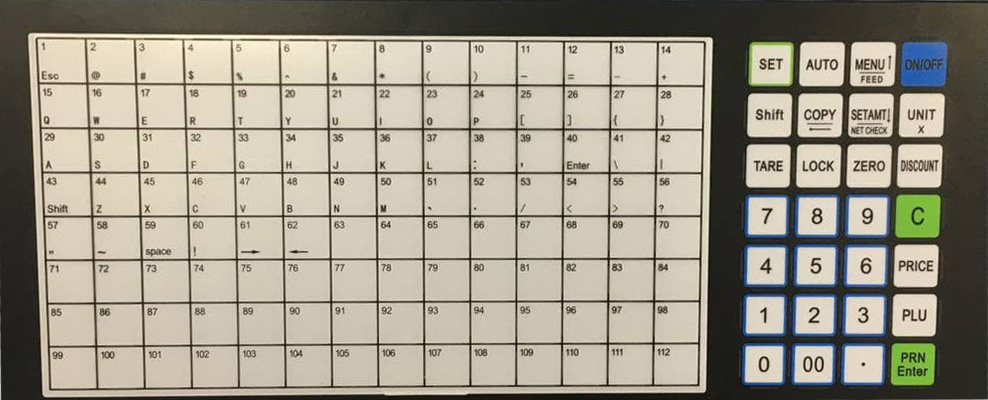 1 2 3 4 5 6 7 8 9 10 11 12 13 14
Esc @ # $ % ^ & * ( ) - = - +
15 16 17 18 19 20 21 22 23 24 25 26 27 28
Q W E R T Y U I O P [ ] { }
29 30 31 32 33 34 35 36 37 38 39 40 41 42
A S D F G H J K L : ' Enter \ |
43 44 45 46 47 48 49 50 51 52 53 54 55 56
Shift Z X C V B N M , . / < > ?
57 58 59 60 61 62 63 64 65 66 67 68 69 70
" ~ space ! → ←
71 72 73 74 75 76 77 78 79 80 81 82 83 84
85 86 87 88 89 90 91 92 93 94 95 96 97 98
99 100 101 102 103 104 105 106 107 108 109 110 111 112
SET AUTO MENU↑ ON/OFF
FEED
Shift COPY SETAMT↓ UNIT
← NET CHECK X
TARE LOCK ZERO DISCOUNT
7 8 9 C
4 5 6 PRICE
1 2 3 PLU
0 00 . PRN
Enter